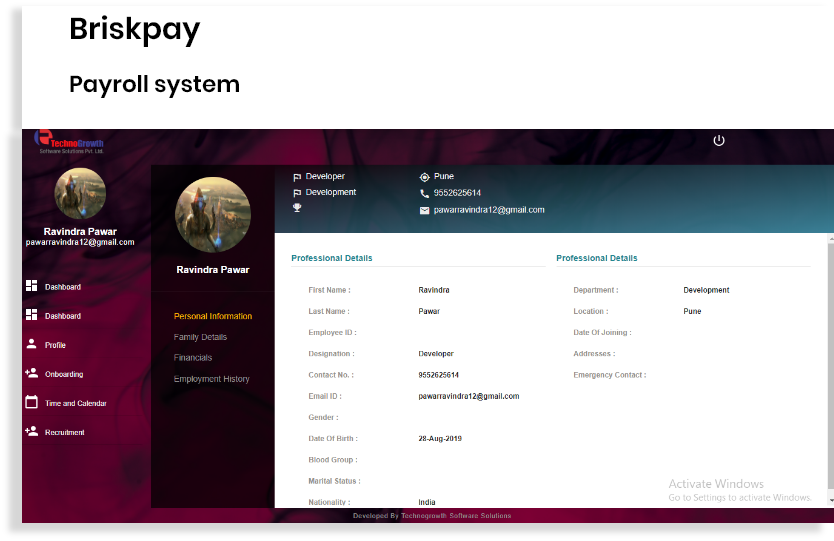 Briskpay
Payroll system
TechnoGrowth
Software Solutions Pvt. Ltd.
Ravindra Pawar
pawarravindra12@gmail.com
Dashboard
Dashboard
Profile
Onboarding
Time and Calendar
Recruitment
Ravindra Pawar
Personal Information
Family Details
Financials
Employment History
Developer
Development
Pune
9552625614
pawarravindra12@gmail.com
Professional Details
First Name : Ravindra
Last Name : Pawar
Employee ID :
Designation : Developer
Contact No. : 9552625614
Email ID : pawarravindra12@gmail.com
Gender :
Date Of Birth : 28-Aug-2019
Blood Group :
Marital Status :
Nationality : India
Professional Details
Department : Development
Location : Pune
Date Of Joining :
Addresses :
Emergency Contact :
Activate Windows
Go to Settings to activate Windows.
Developed By Technogrowth Software Solutions